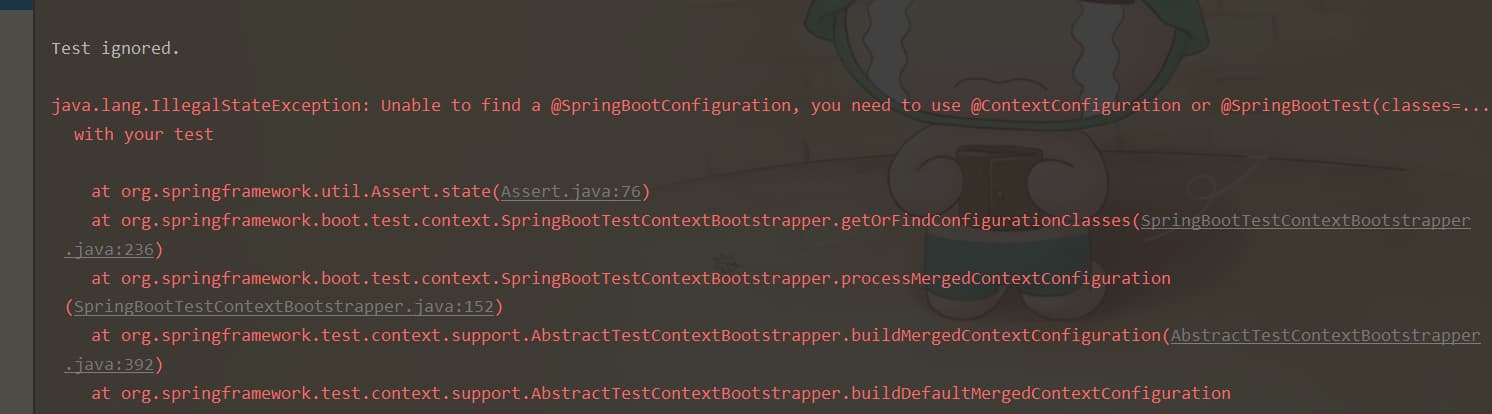 Test ignored.
java.lang.IllegalStateException: Unable to find a @SpringBootConfiguration, you need to use @ContextConfiguration or @SpringBootTest(classes=...
with your test
at org.springframework.util.Assert.state(Assert.java:76)
at org.springframework.boot.test.context.SpringBootTestContextBootstrapper.getOrFindConfigurationClasses(SpringBootTestContextBootstrapper
.java:236)
at org.springframework.boot.test.context.SpringBootTestContextBootstrapper.processMergedContextConfiguration
(SpringBootTestContextBootstrapper.java:152)
at org.springframework.test.context.support.AbstractTestContextBootstrapper.buildMergedContextConfiguration(AbstractTestContextBootstrapper
.java:392)
at org.springframework.test.context.support.AbstractTestContextBootstrapper.buildDefaultMergedContextConfiguration